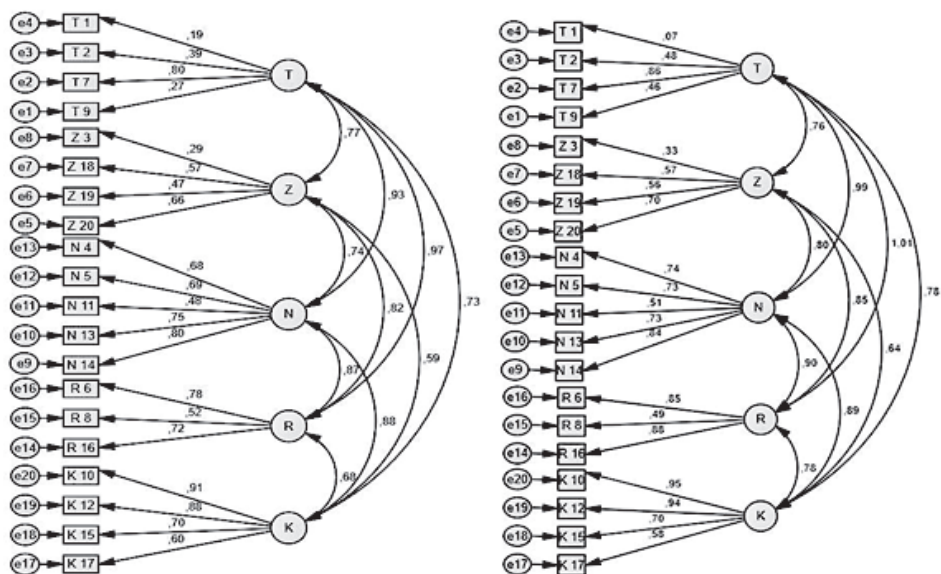 e4 T 1
,19
e3 T 2
,39
e2 T 7
,80
T
e1 T 9
,27
e8 Z 3
,77
,29
e7 Z 18
,57
e6 Z 19
,47
Z
,93
e5 Z 20
,66
e13 N 4
,74
,97
,68
e12 N 5
,69
,73
e11 N 11
,48
N
,82
e10 N 13
,75
e9 N 14
,80
,59
,87
e16 R 6
,78
e15 R 8
,52
R
,88
e14 R 16
,72
e20 K 10
,68
,91
e19 K 12
,88
K
e18 K 15
,70
e17 K 17
,60
e4 T 1
,07
e3 T 2
,48
e2 T 7
,86
T
e1 T 9
,46
e8 Z 3
,76
,33
e7 Z 18
,57
,99
e6 Z 19
,56
Z
e5 Z 20
,70
e13 N 4
,80
1,01
,74
e12 N 5
,73
,78
e11 N 11
,51
N
,85
e10 N 13
,73
e9 N 14
,84
,64
,90
e16 R 6
,85
e15 R 8
,49
R
,89
e14 R 16
,88
e20 K 10
,78
,95
e19 K 12
,94
K
e18 K 15
,70
e17 K 17
,58